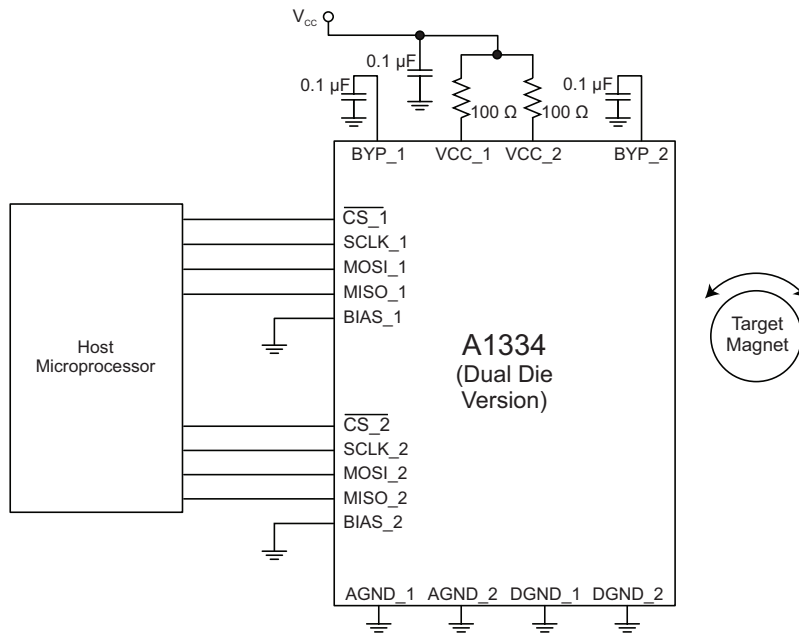 Vcc
0.1 µF
0.1 µF
100 Ω
100 Ω
0.1 µF
BYP_1
VCC_1
VCC_2
BYP_2
CS_1
SCLK_1
MOSI_1
MISO_1
BIAS_1
Host
Microprocessor
A1334
(Dual Die
Version)
Target
Magnet
CS_2
SCLK_2
MOSI_2
MISO_2
BIAS_2
AGND_1
AGND_2
DGND_1
DGND_2